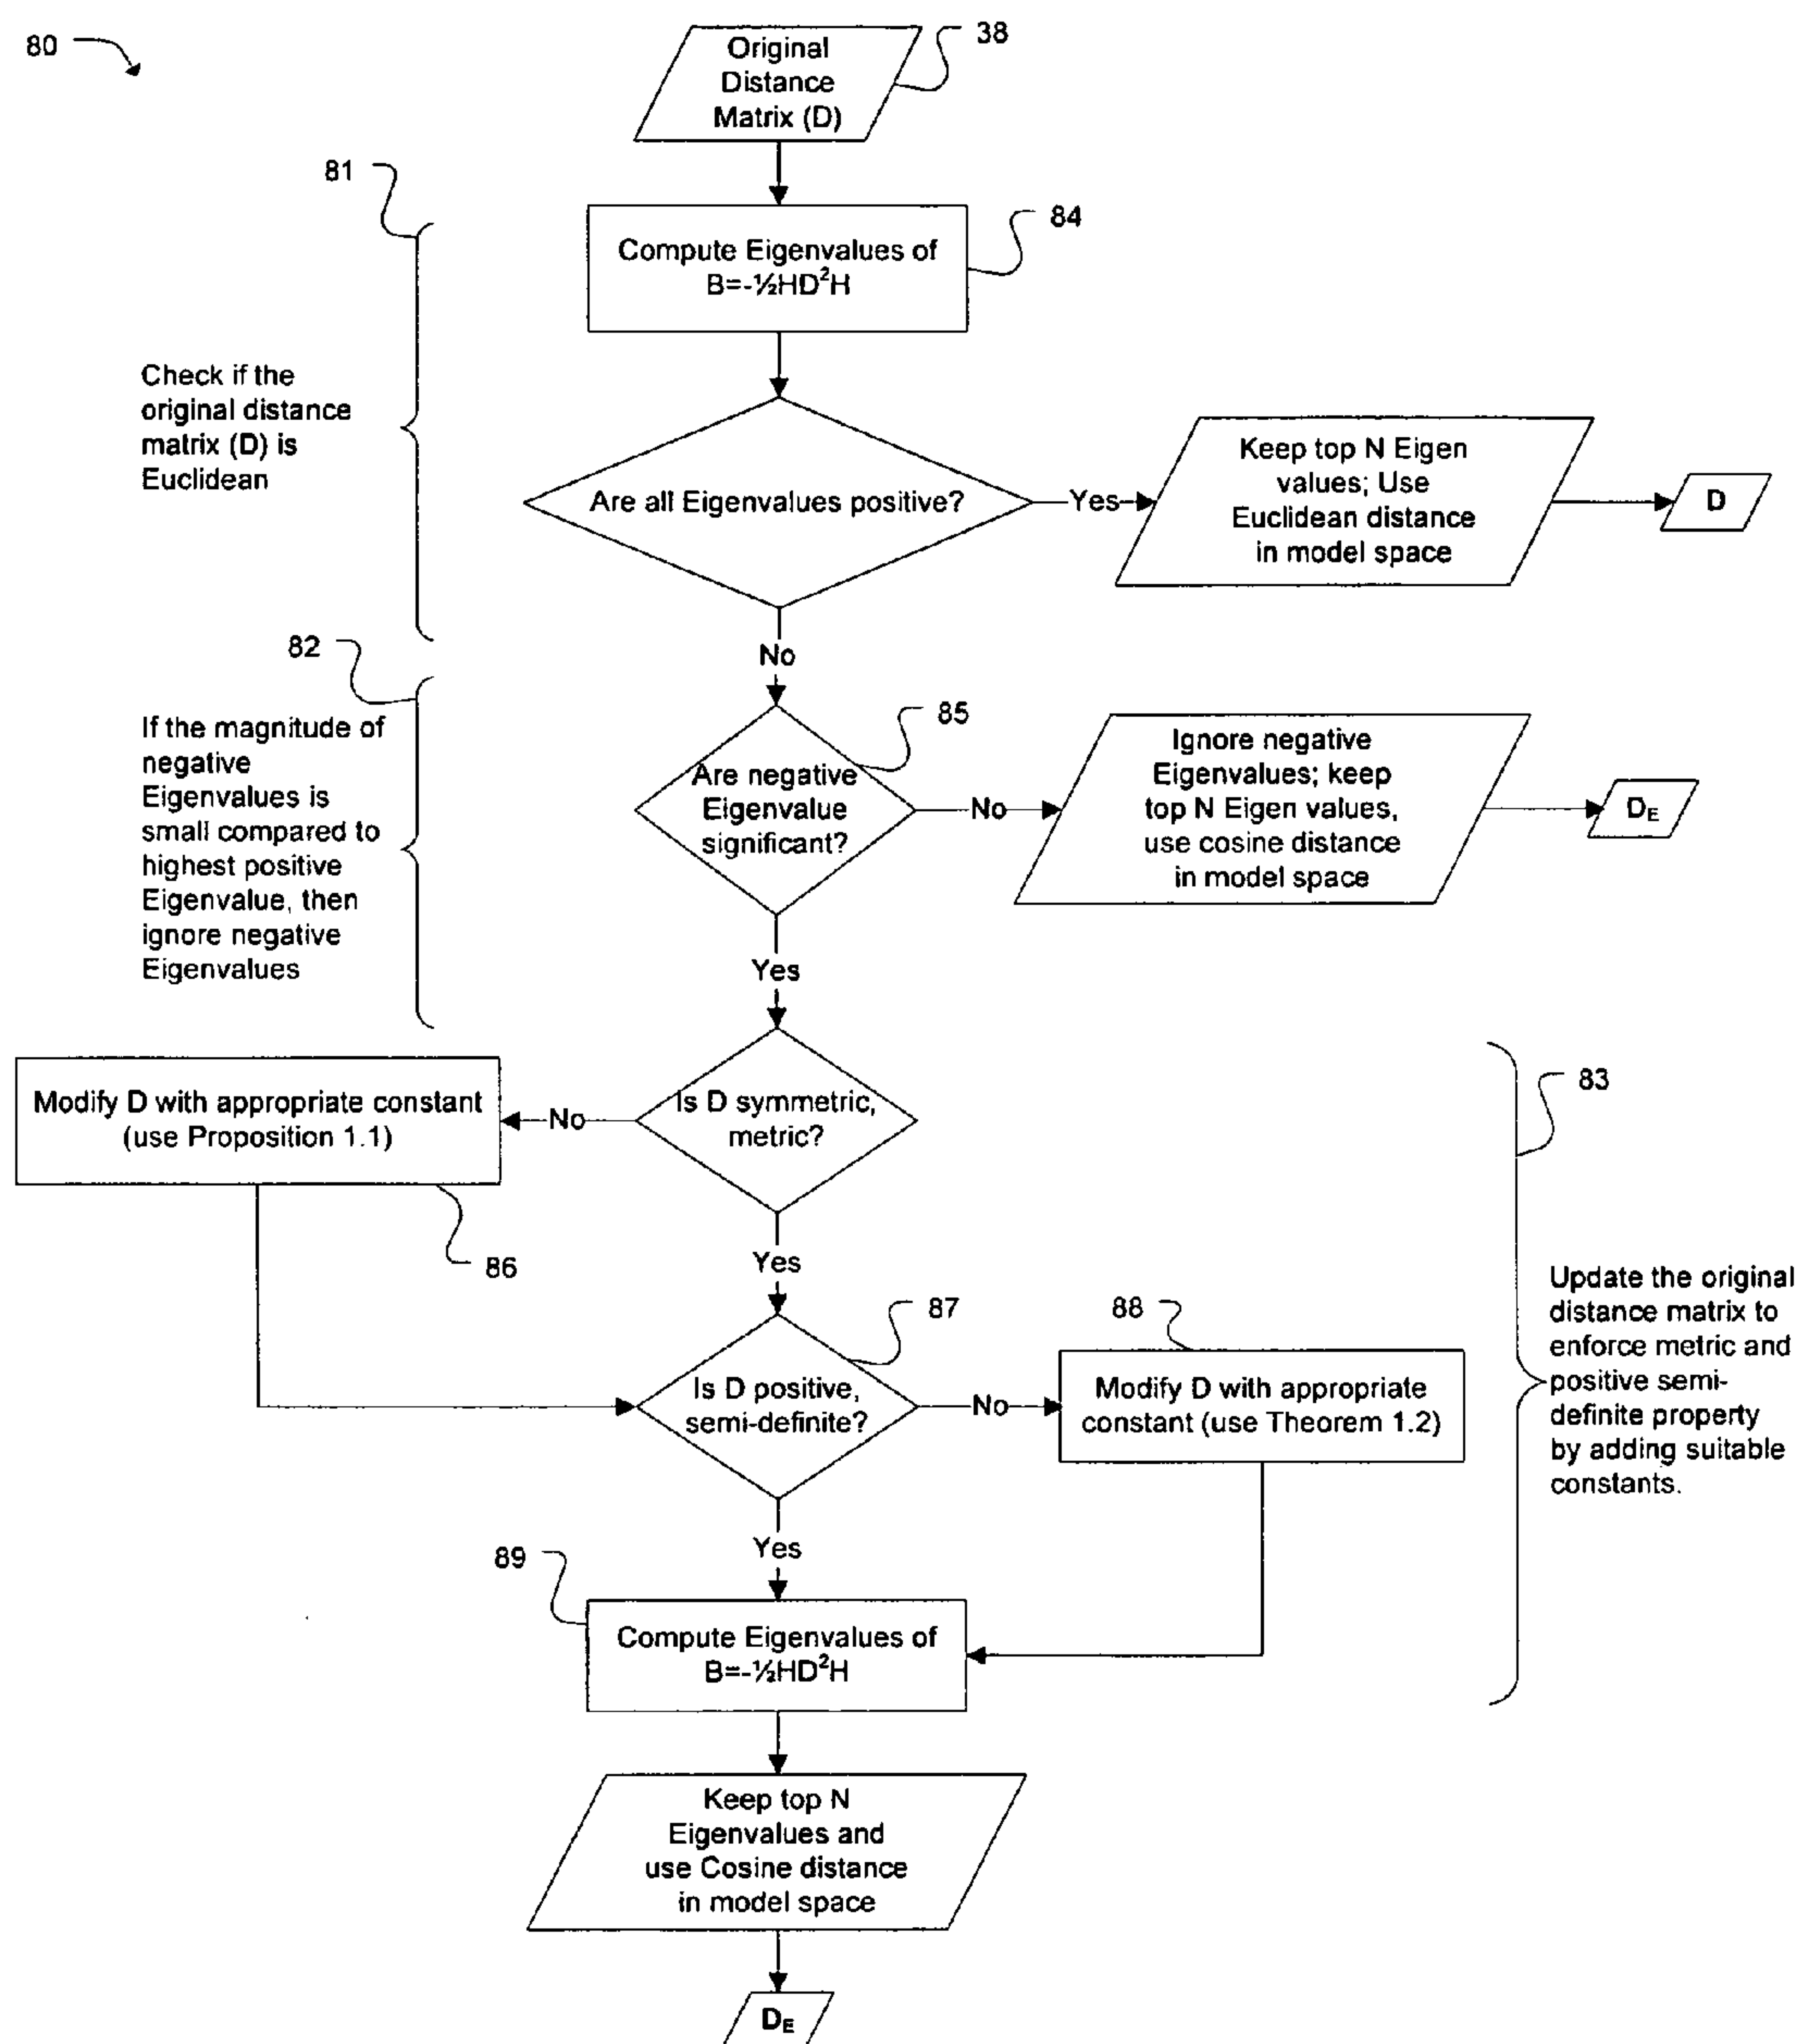 80
38
Original
Distance
Matrix (D)
81
84
Compute Eigenvalues of
B=-½HD²H
Check if the
original distance
matrix (D) is
Euclidean
Are all Eigenvalues positive?
Yes
Keep top N Eigen
values; Use
Euclidean distance
in model space
D
No
82
If the magnitude of
negative
Eigenvalues is
small compared to
highest positive
Eigenvalue, then
ignore negative
Eigenvalues
85
Are negative
Eigenvalue
significant?
No
Ignore negative
Eigenvalues; keep
top N Eigen values,
use cosine distance
in model space
D_E
Yes
83
Modify D with appropriate constant
(use Proposition 1.1)
No
Is D symmetric,
metric?
86
Yes
87
88
Is D positive,
semi-definite?
No
Modify D with appropriate
constant (use Theorem 1.2)
Update the original
distance matrix to
enforce metric and
positive semi-
definite property
by adding suitable
constants.
Yes
89
Compute Eigenvalues of
B=-½HD²H
Keep top N
Eigenvalues and
use Cosine distance
in model space
D_E